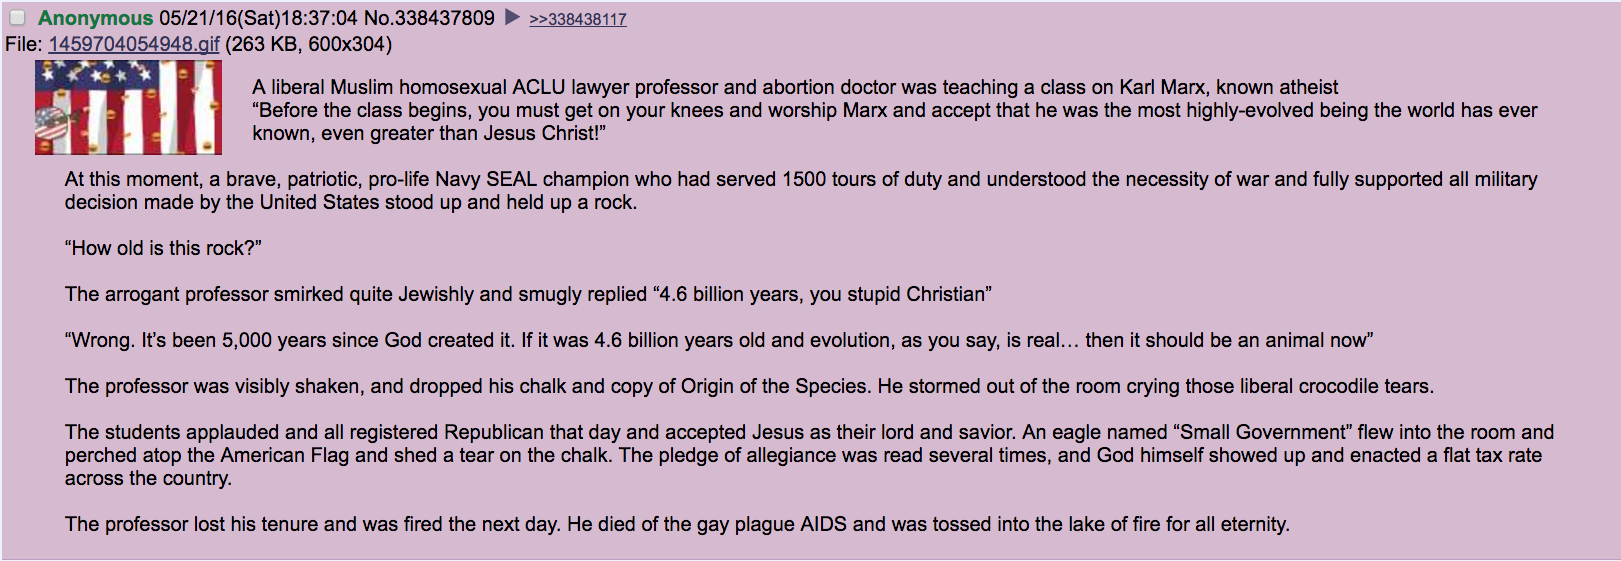 Anonymous 05/21/16(Sat)18:37:04 No.338437809 ▶ >>338438117
File: 1459704054948.gif (263 KB, 600x304)
A liberal Muslim homosexual ACLU lawyer professor and abortion doctor was teaching a class on Karl Marx, known atheist
“Before the class begins, you must get on your knees and worship Marx and accept that he was the most highly-evolved being the world has ever
known, even greater than Jesus Christ!”
At this moment, a brave, patriotic, pro-life Navy SEAL champion who had served 1500 tours of duty and understood the necessity of war and fully supported all military
decision made by the United States stood up and held up a rock.
“How old is this rock?”
The arrogant professor smirked quite Jewishly and smugly replied “4.6 billion years, you stupid Christian”
“Wrong. It’s been 5,000 years since God created it. If it was 4.6 billion years old and evolution, as you say, is real… then it should be an animal now”
The professor was visibly shaken, and dropped his chalk and copy of Origin of the Species. He stormed out of the room crying those liberal crocodile tears.
The students applauded and all registered Republican that day and accepted Jesus as their lord and savior. An eagle named “Small Government” flew into the room and
perched atop the American Flag and shed a tear on the chalk. The pledge of allegiance was read several times, and God himself showed up and enacted a flat tax rate
across the country.
The professor lost his tenure and was fired the next day. He died of the gay plague AIDS and was tossed into the lake of fire for all eternity.